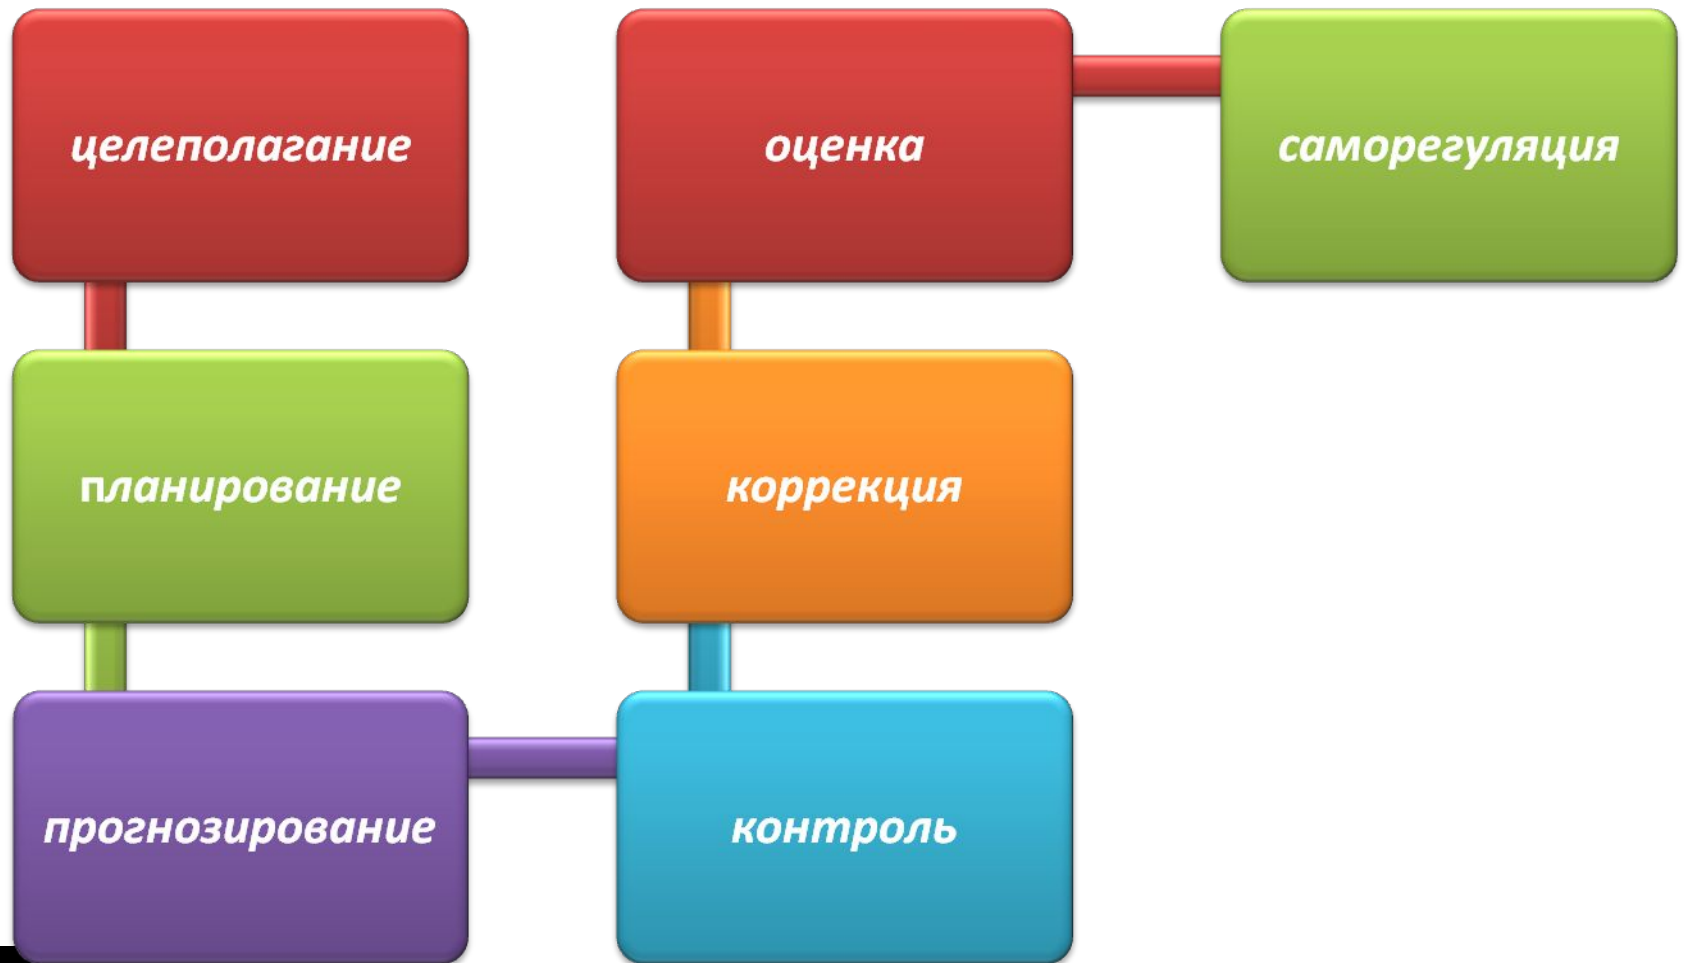 целеполагание
планирование
прогнозирование
контроль
коррекция
оценка
саморегуляция